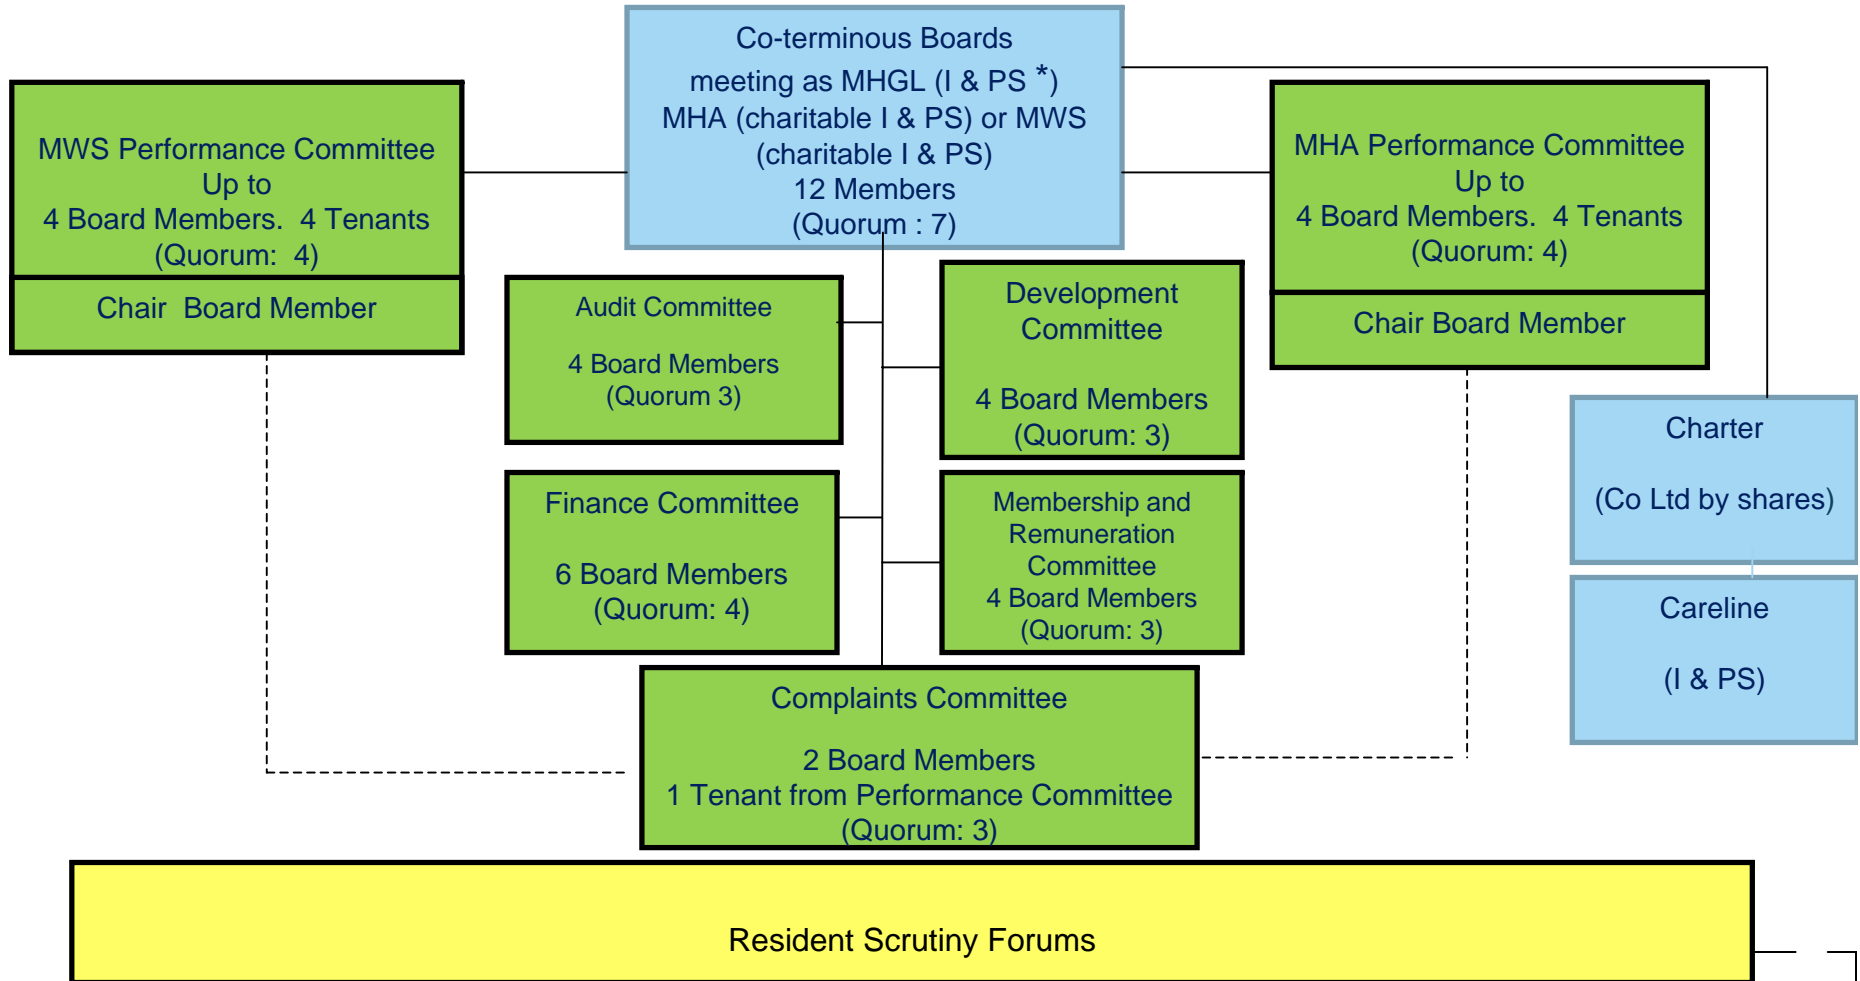 Co-terminous Boards
meeting as MHGL (I & PS *)
MHA (charitable I & PS) or MWS
(charitable I & PS)
12 Members
(Quorum : 7)
MWS Performance Committee
Up to
4 Board Members.  4 Tenants
(Quorum:  4)
Chair  Board Member
MHA Performance Committee
Up to
4 Board Members.  4 Tenants
(Quorum: 4)
Chair Board Member
Audit Committee
4 Board Members
(Quorum 3)
Development
Committee
4 Board Members
(Quorum: 3)
Charter
(Co Ltd by shares)
Finance Committee
6 Board Members
(Quorum: 4)
Membership and
Remuneration
Committee
4 Board Members
(Quorum: 3)
Careline
(I & PS)
Complaints Committee
2 Board Members
1 Tenant from Performance Committee
(Quorum: 3)
Resident Scrutiny Forums